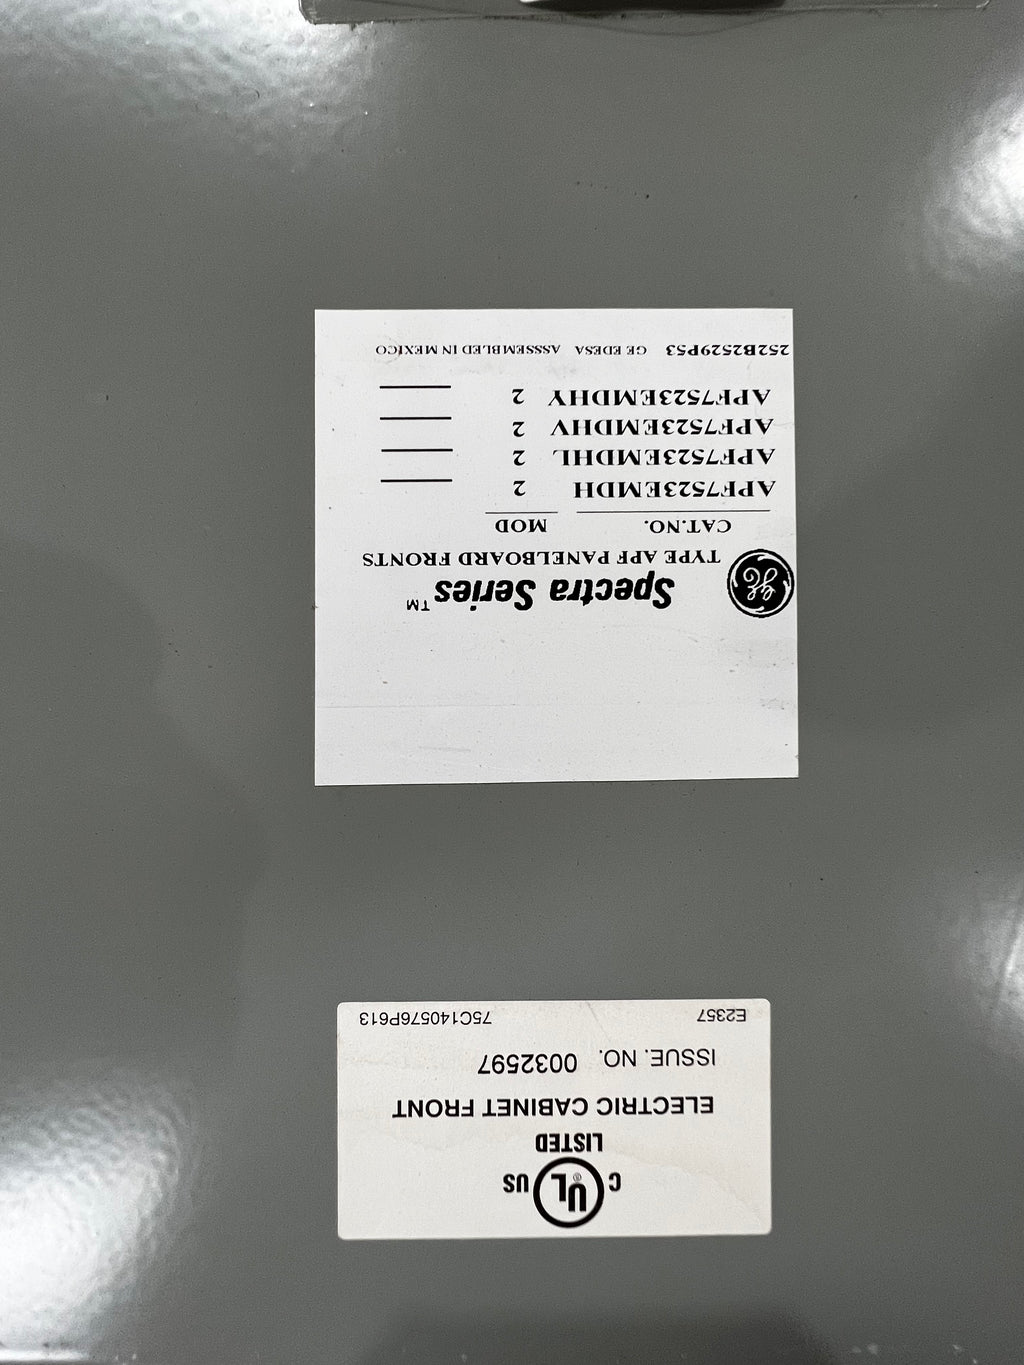 UL
®
C US
LISTED
ELECTRIC CABINET FRONT
ISSUE. NO. 0032597
E2357 75C140576P613
GE
Spectra Series™
TYPE APF PANELBOARD FRONTS
CAT.NO. MOD
APF7523EMDH 2
APF7523EMDHL 2
APF7523EMDHV 2
APF7523EMDHY 2
252B2529P53 GE EDESA ASSSEMBLED IN MEXICO